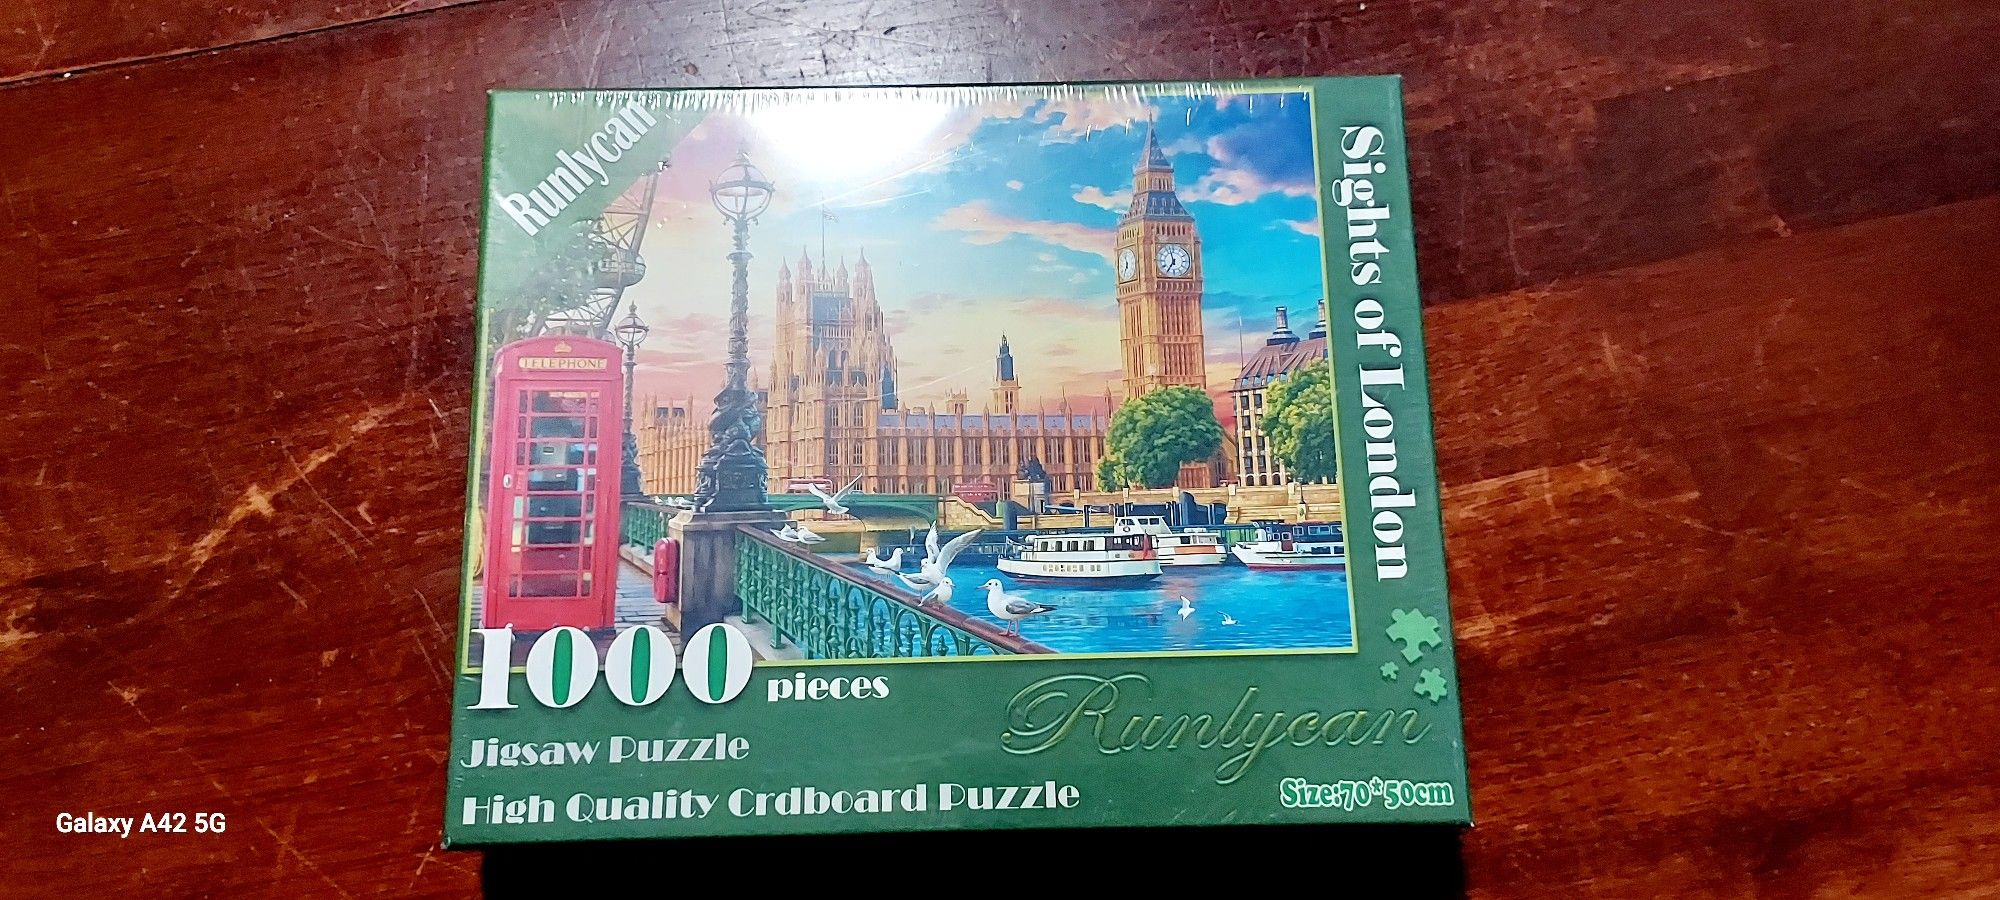 Runlycan
TELEPHONE
Sights of London
1000 pieces
Jigsaw Puzzle
High Quality Crdboard Puzzle
Runlycan
Size:70*50cm
Galaxy A42 5G